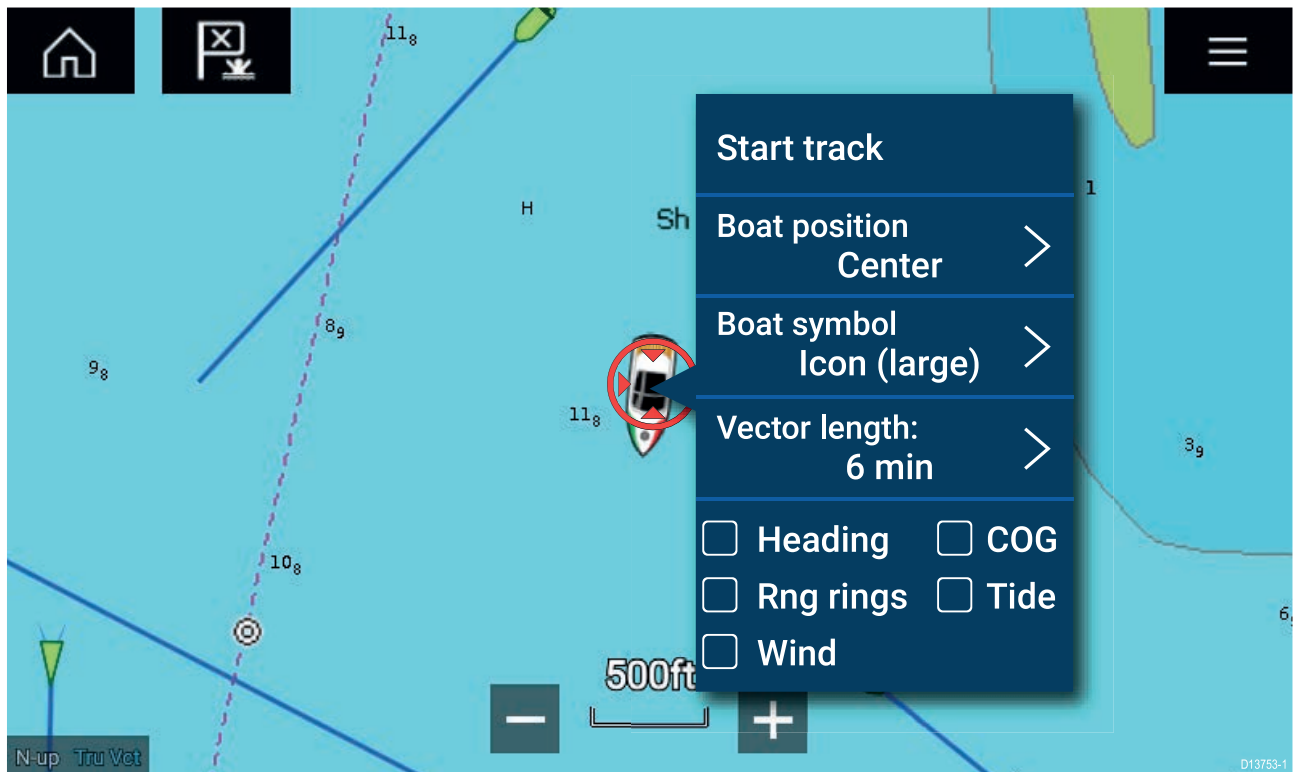 11₈
Start track
1
H
Sh
Boat position
Center
Boat symbol
Icon (large)
8₉
9₈
11₈
Vector length:
6 min
3₉
Heading
COG
10₈
Rng rings
Tide
6
Wind
500ft
N-up Tru Vct
D13753-1